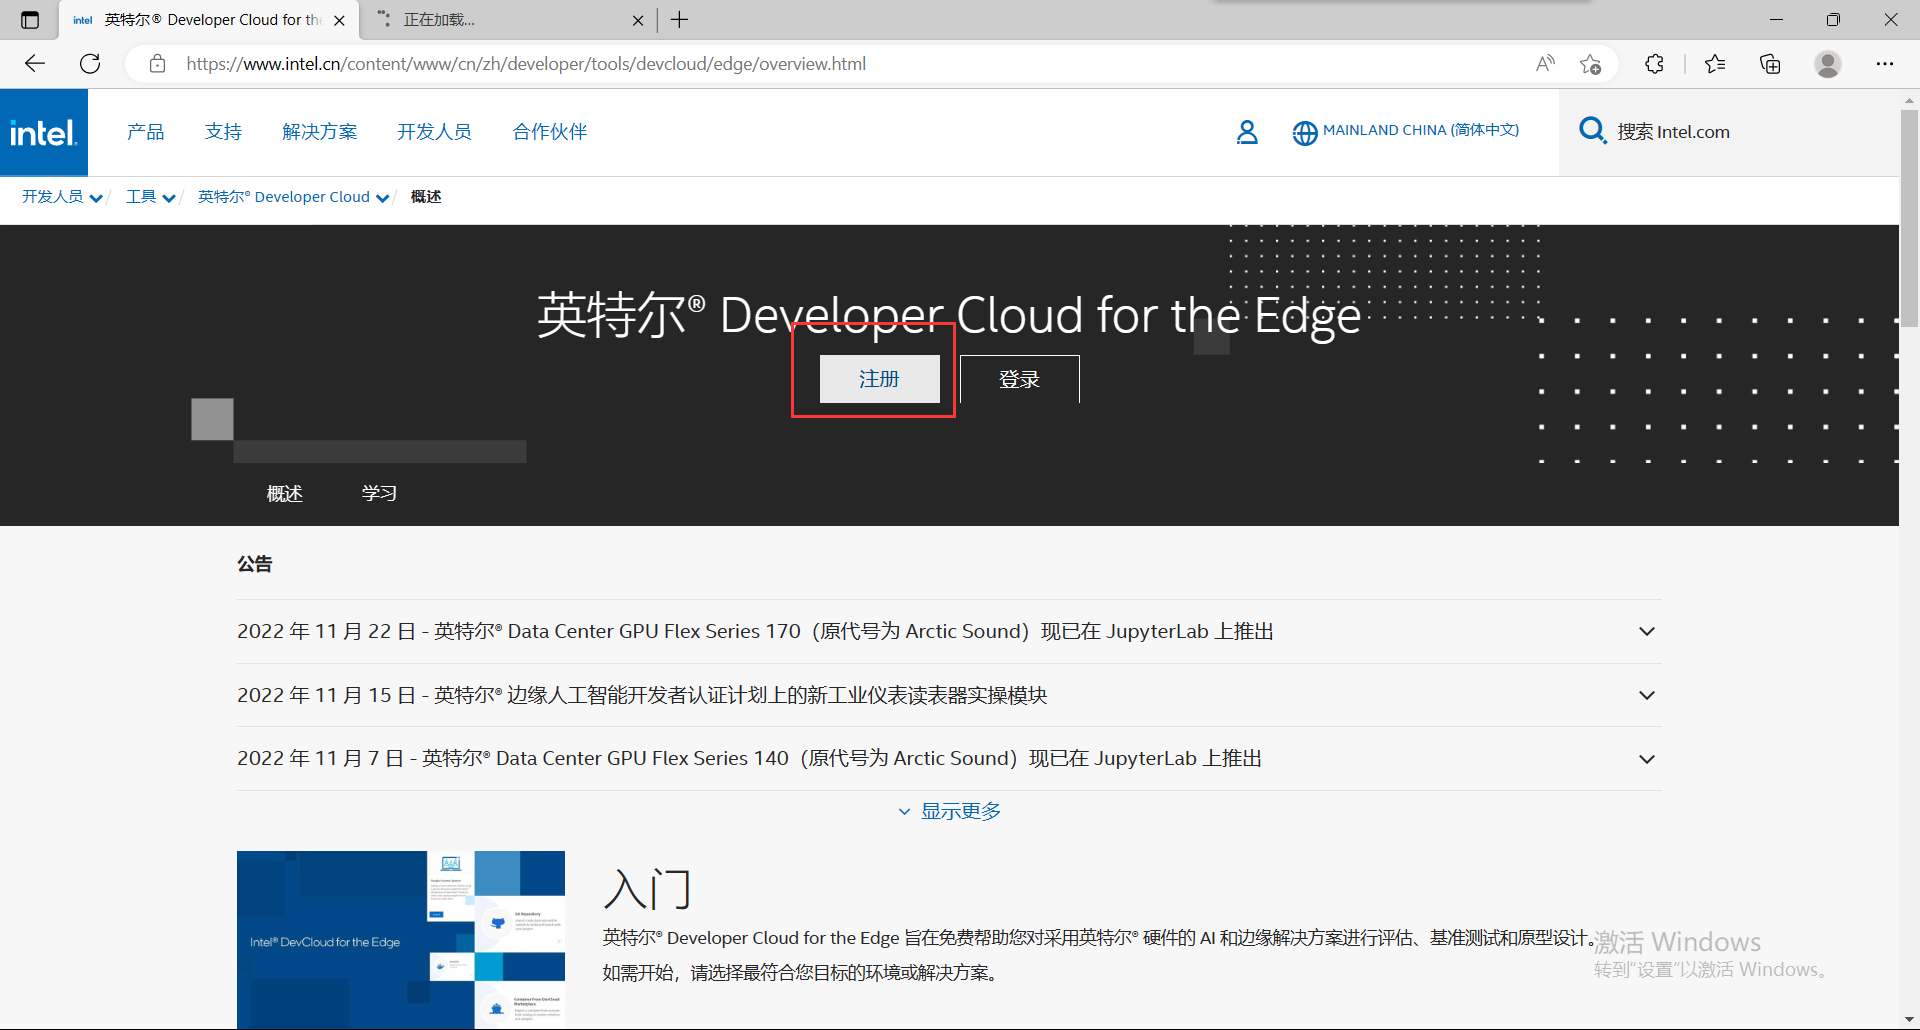 intel 英特尔® Developer Cloud for th
正在加载...
https://www.intel.cn/content/www/cn/zh/developer/tools/devcloud/edge/overview.html
intel.
产品 支持 解决方案 开发人员 合作伙伴
MAINLAND CHINA (简体中文)
搜索 Intel.com
开发人员 / 工具 / 英特尔® Developer Cloud / 概述
英特尔® Developer Cloud for the Edge
注册 登录
概述 学习
公告
2022 年 11 月 22 日 - 英特尔® Data Center GPU Flex Series 170（原代号为 Arctic Sound）现已在 JupyterLab 上推出
2022 年 11 月 15 日 - 英特尔® 边缘人工智能开发者认证计划上的新工业仪表读表器实操模块
2022 年 11 月 7 日 - 英特尔® Data Center GPU Flex Series 140（原代号为 Arctic Sound）现已在 JupyterLab 上推出
显示更多
Intel® DevCloud for the Edge
入门
英特尔® Developer Cloud for the Edge 旨在免费帮助您对采用英特尔® 硬件的 AI 和边缘解决方案进行评估、基准测试和原型设计。
如需开始，请选择最符合您目标的环境或解决方案。
激活 Windows
转到"设置"以激活 Windows。